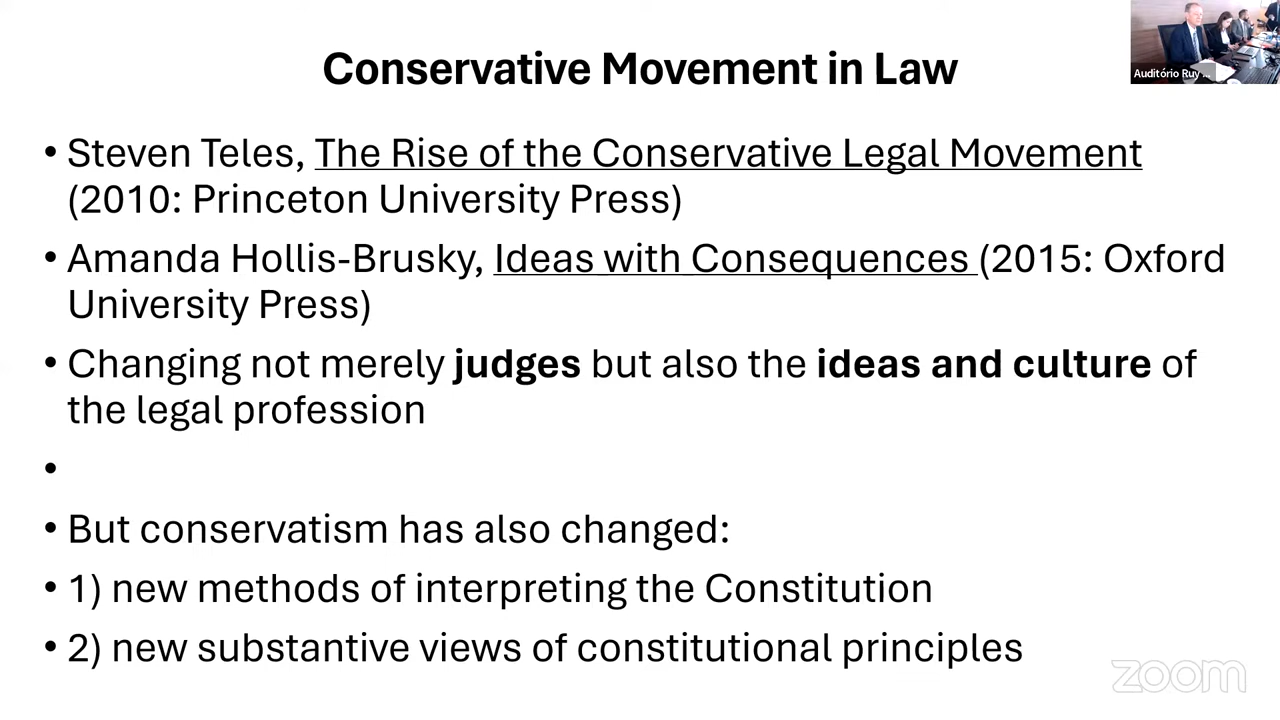 Conservative Movement in Law
Auditório Ruy ...
• Steven Teles, The Rise of the Conservative Legal Movement
(2010: Princeton University Press)
• Amanda Hollis-Brusky, Ideas with Consequences (2015: Oxford
University Press)
• Changing not merely judges but also the ideas and culture of
the legal profession
•
• But conservatism has also changed:
• 1) new methods of interpreting the Constitution
• 2) new substantive views of constitutional principles
zoom